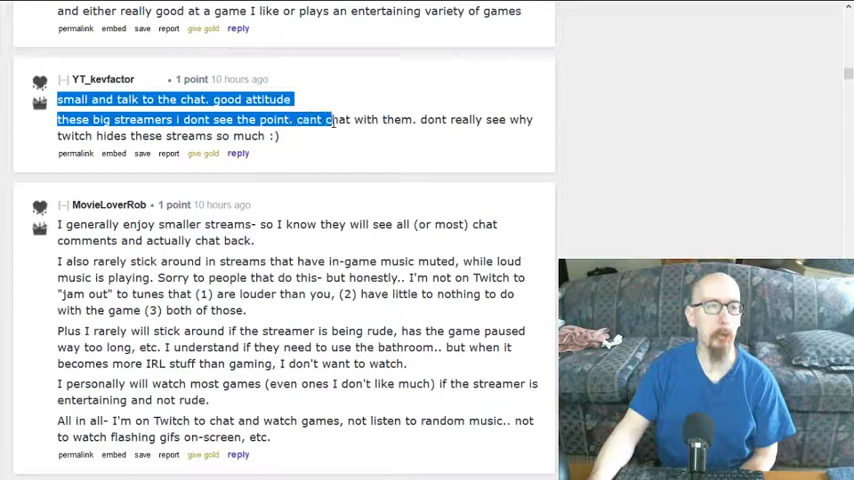 and either really good at a game I like or plays an entertaining variety of games
permalink embed save report give gold reply
[–] YT_kevfactor • 1 point 10 hours ago
small and talk to the chat. good attitude
these big streamers i dont see the point. cant chat with them. dont really see why
twitch hides these streams so much :)
permalink embed save report give gold reply
[–] MovieLoverRob • 1 point 10 hours ago
I generally enjoy smaller streams- so I know they will see all (or most) chat
comments and actually chat back.
I also rarely stick around in streams that have in-game music muted, while loud
music is playing. Sorry to people that do this- but honestly.. I'm not on Twitch to
"jam out" to tunes that (1) are louder than you, (2) have little to nothing to do
with the game (3) both of those.
Plus I rarely will stick around if the streamer is being rude, has the game paused
way too long, etc. I understand if they need to use the bathroom.. but when it
becomes more IRL stuff than gaming, I don't want to watch.
I personally will watch most games (even ones I don't like much) if the streamer is
entertaining and not rude.
All in all- I'm on Twitch to chat and watch games, not listen to random music.. not
to watch flashing gifs on-screen, etc.
permalink embed save report give gold reply